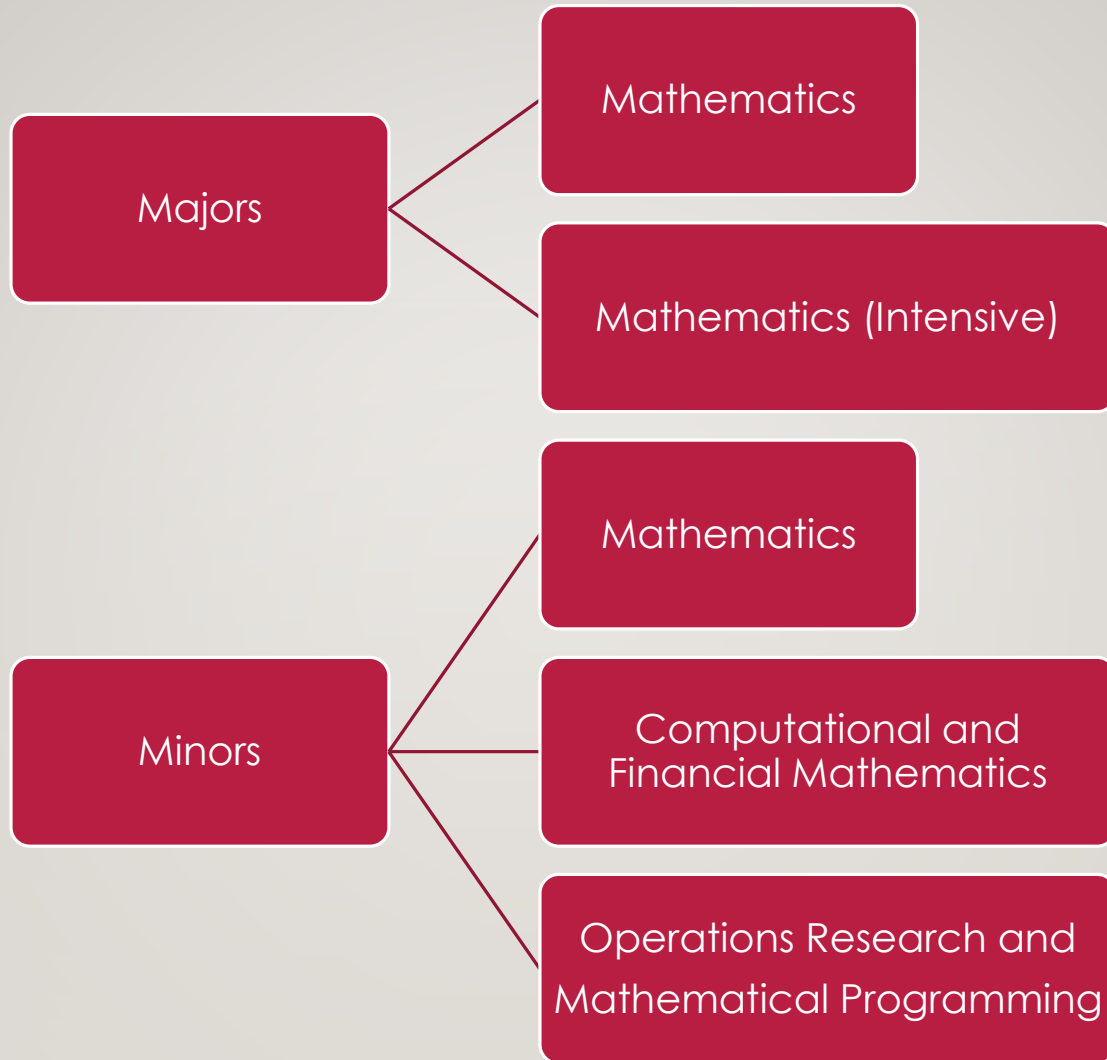 Majors
Mathematics
Mathematics (Intensive)
Minors
Mathematics
Computational and
Financial Mathematics
Operations Research and
Mathematical Programming